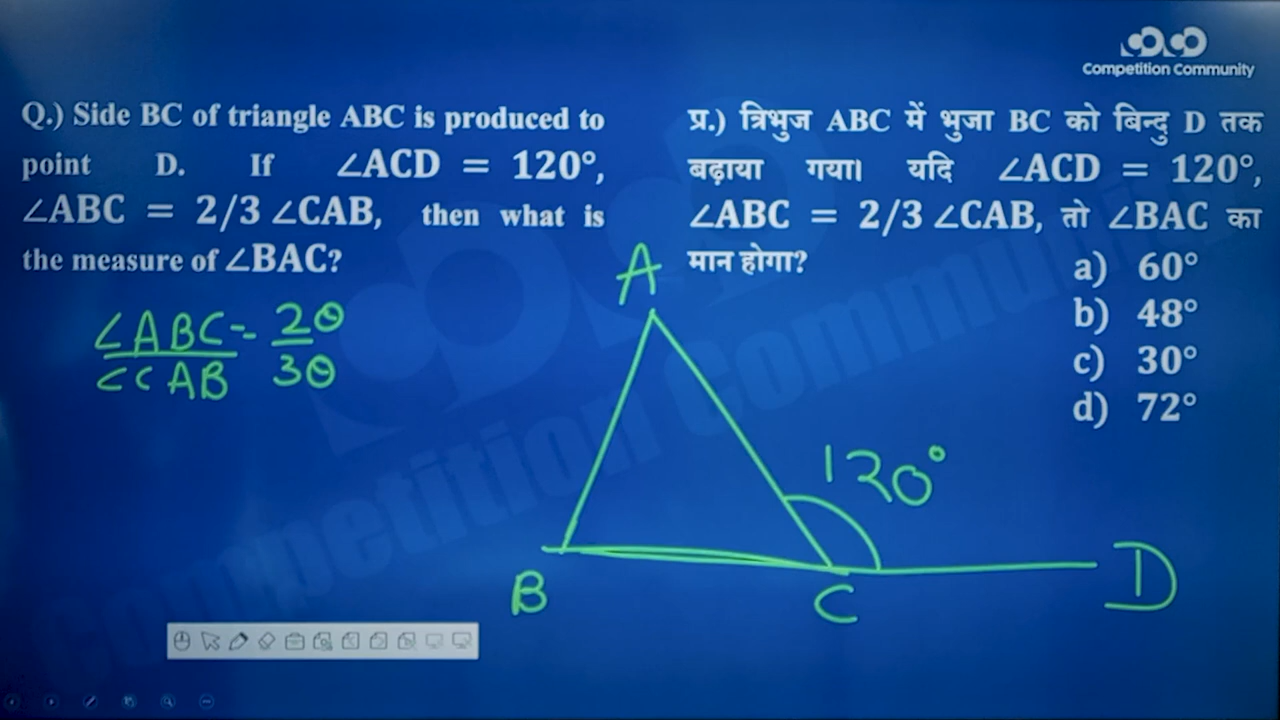 Competition Community
Q.) Side BC of triangle ABC is produced to
point D. If ∠ACD = 120°,
∠ABC = 2/3 ∠CAB, then what is
the measure of ∠BAC?
प्र.) त्रिभुज ABC में भुजा BC को बिन्दु D तक
बढ़ाया गया। यदि ∠ACD = 120°,
∠ABC = 2/3 ∠CAB, तो ∠BAC का
मान होगा?
a) 60°
b) 48°
c) 30°
d) 72°
∠ABC = 2θ
<CAB 3θ
A
120°
B
C
D
Competition Community